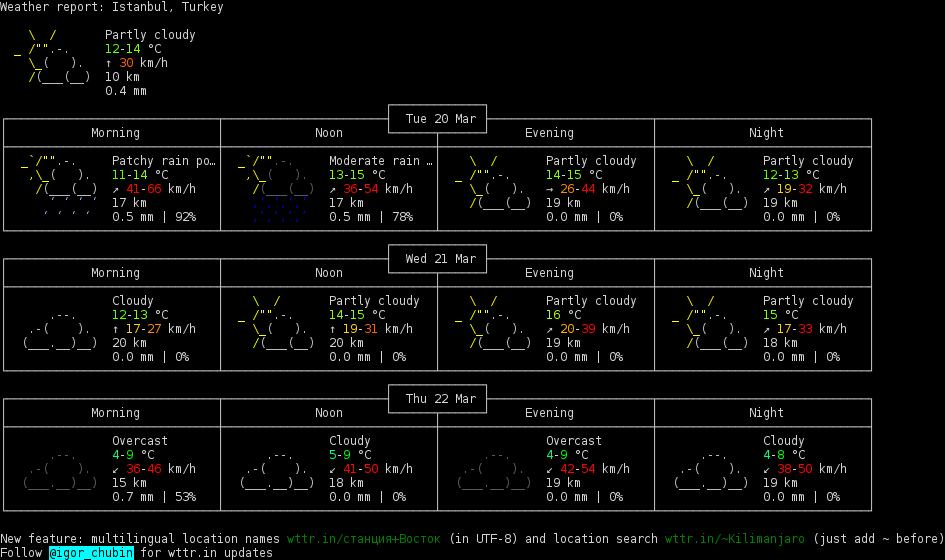 Weather report: Istanbul, Turkey
Partly cloudy
12-14 °C
↑ 30 km/h
10 km
0.4 mm
Tue 20 Mar
Morning Noon Evening Night
Patchy rain po… Moderate rain … Partly cloudy Partly cloudy
11-14 °C 13-15 °C 14-15 °C 12-13 °C
↗ 41-66 km/h ↗ 36-54 km/h → 26-44 km/h ↗ 19-32 km/h
17 km 17 km 19 km 19 km
0.5 mm | 92% 0.5 mm | 78% 0.0 mm | 0% 0.0 mm | 0%
Wed 21 Mar
Morning Noon Evening Night
Cloudy Partly cloudy Partly cloudy Partly cloudy
12-13 °C 14-15 °C 16 °C 15 °C
↑ 17-27 km/h ↑ 19-31 km/h ↗ 20-39 km/h ↗ 17-33 km/h
20 km 20 km 19 km 18 km
0.0 mm | 0% 0.0 mm | 0% 0.0 mm | 0% 0.0 mm | 0%
Thu 22 Mar
Morning Noon Evening Night
Overcast Cloudy Overcast Cloudy
4-9 °C 5-9 °C 4-9 °C 4-8 °C
↙ 36-46 km/h ↙ 41-50 km/h ↙ 42-54 km/h ↙ 38-50 km/h
15 km 18 km 19 km 19 km
0.7 mm | 53% 0.0 mm | 0% 0.0 mm | 0% 0.0 mm | 0%
New feature: multilingual location names wttr.in/станция+Восток (in UTF-8) and location search wttr.in/~Kilimanjaro (just add ~ before)
Follow @igor_chubin for wttr.in updates